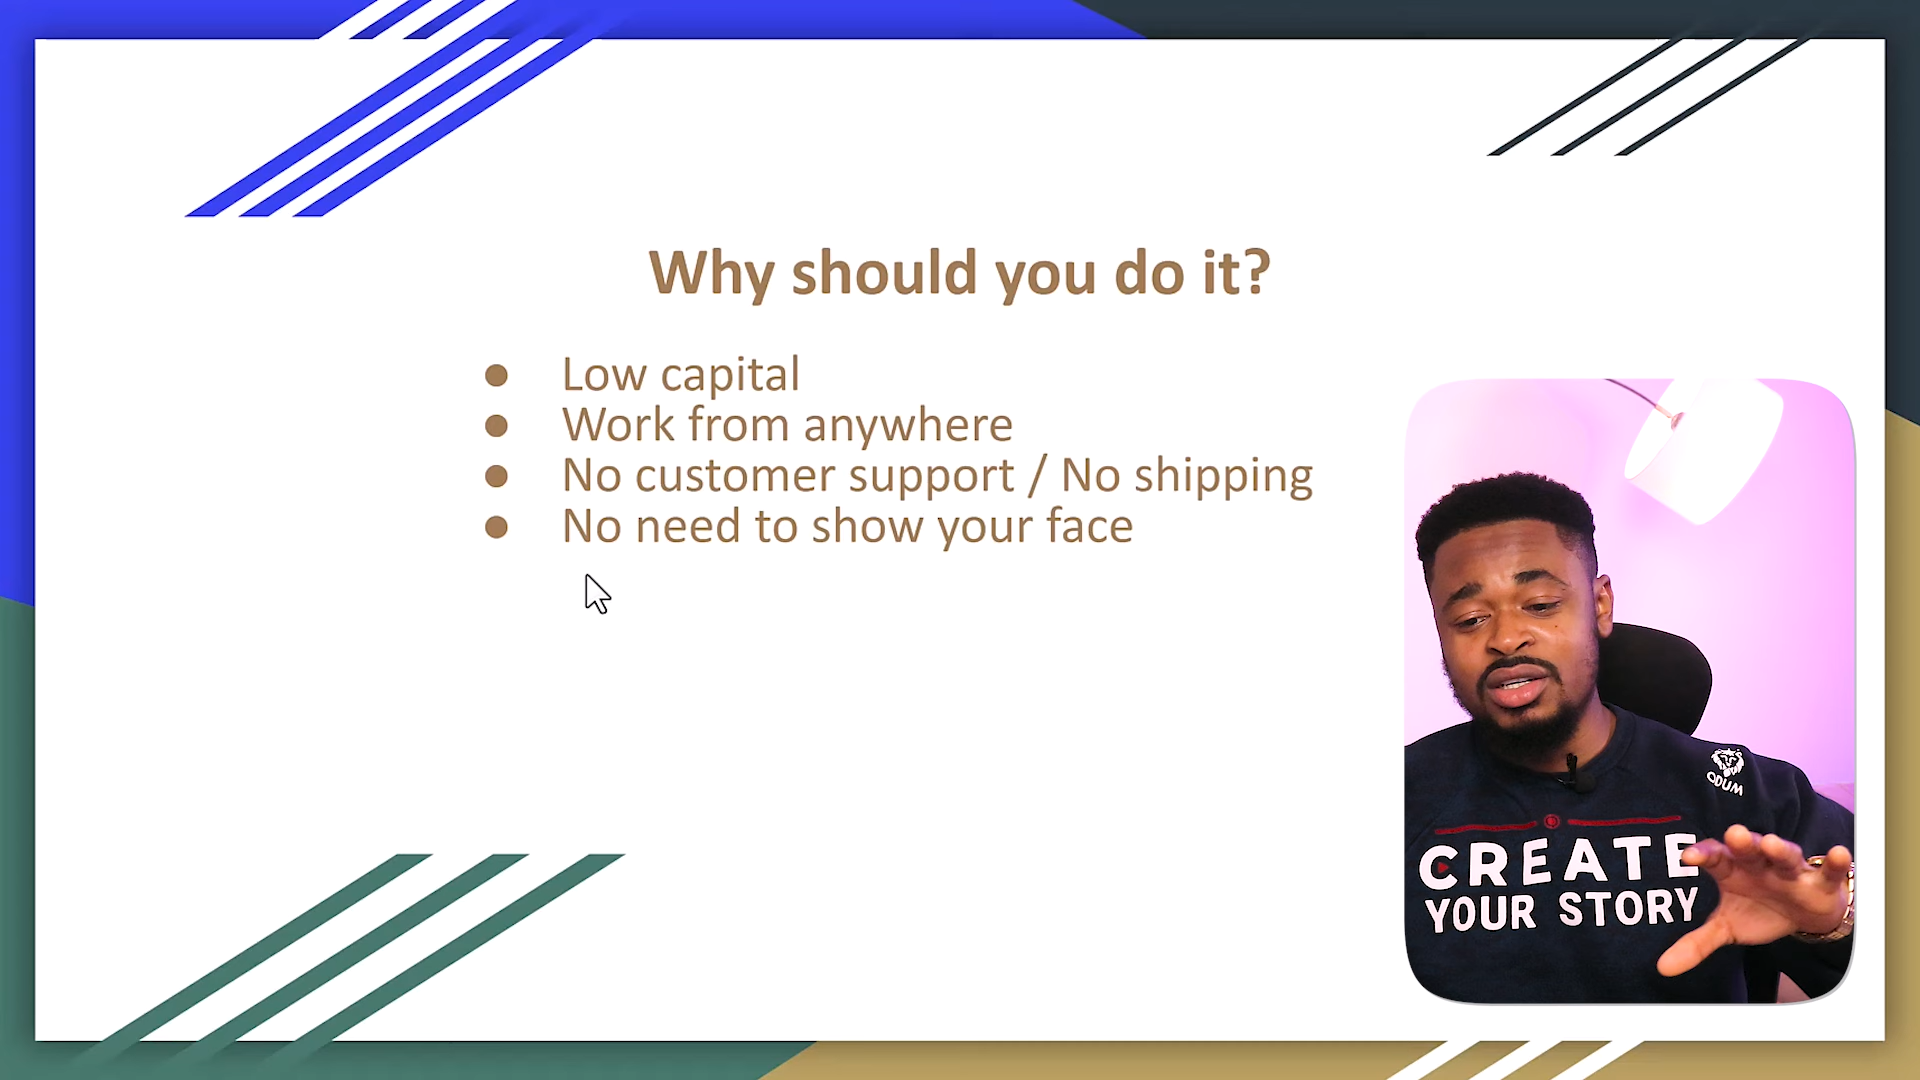 Why should you do it?
● Low capital
● Work from anywhere
● No customer support / No shipping
● No need to show your face
ODUM
CREATE
YOUR STORY